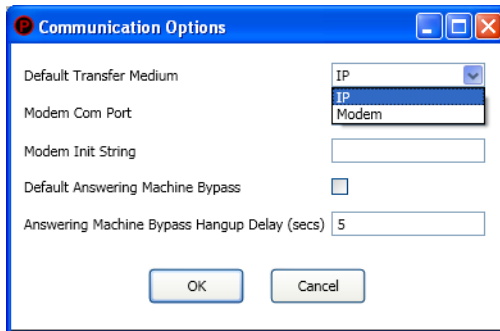 P Communication Options
Default Transfer Medium IP
IP
Modem Com Port Modem
Modem Init String
Default Answering Machine Bypass
Answering Machine Bypass Hangup Delay (secs) 5
OK Cancel